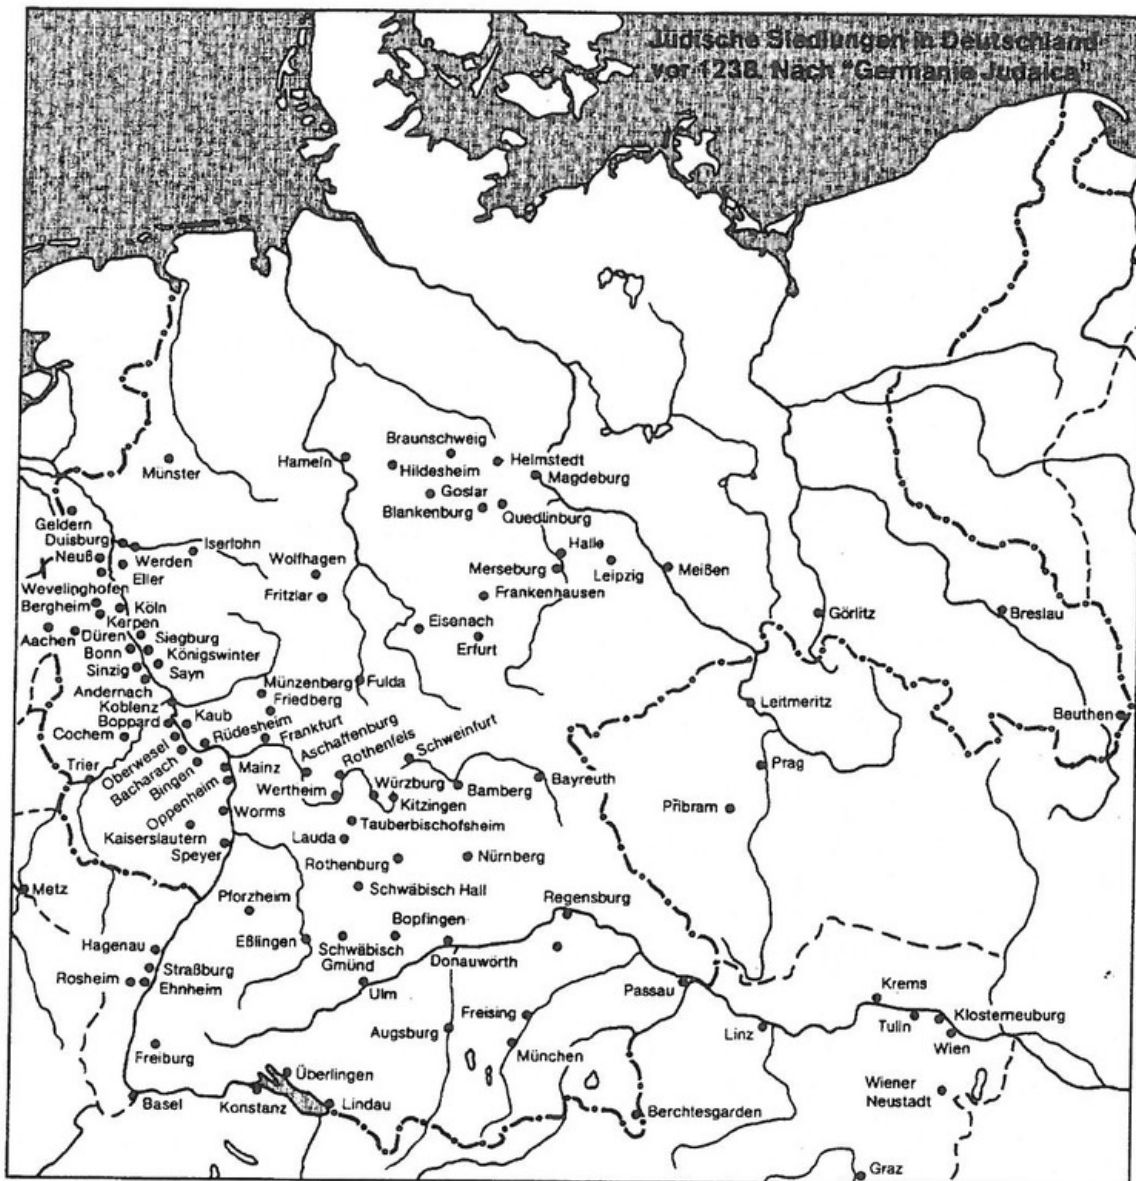 Jüdische Siedlungen in Deutschland
vor 1238. Nach "Germania Judaica"
Braunschweig
Hameln
Hildesheim
Helmstedt
Münster
Magdeburg
Goslar
Blankenburg
Quedlinburg
Geldern
Duisburg
Iserlohn
Halle
Neuß
Werden
Wolfhagen
Merseburg
Leipzig
Meißen
Eller
Wevelinghofen
Fritzlar
Frankenhausen
Bergheim
Köln
Görlitz
Breslau
Kerpen
Eisenach
Aachen
Düren
Siegburg
Erfurt
Bonn
Königswinter
Sinzig
Sayn
Münzenberg
Fulda
Andernach
Koblenz
Friedberg
Leitmeritz
Boppard
Kaub
Beuthen
Cochem
Rüdesheim
Frankfurt
Aschaffenburg
Rothenfels
Schweinfurt
Oberwesel
Bacharach
Bingen
Trier
Mainz
Prag
Wertheim
Würzburg
Bamberg
Bayreuth
Oppenheim
Kitzingen
Worms
Přibram
Tauberbischofsheim
Kaiserslautern
Lauda
Speyer
Rothenburg
Nürnberg
Metz
Schwäbisch Hall
Pforzheim
Regensburg
Bopfingen
Hagenau
Eßlingen
Schwäbisch
Gmünd
Donauwörth
Straßburg
Rosheim
Ehnheim
Ulm
Passau
Krems
Freising
Klosterneuburg
Augsburg
Linz
Tulln
Wien
Freiburg
München
Überlingen
Basel
Konstanz
Lindau
Wiener
Neustadt
Berchtesgarden
Graz